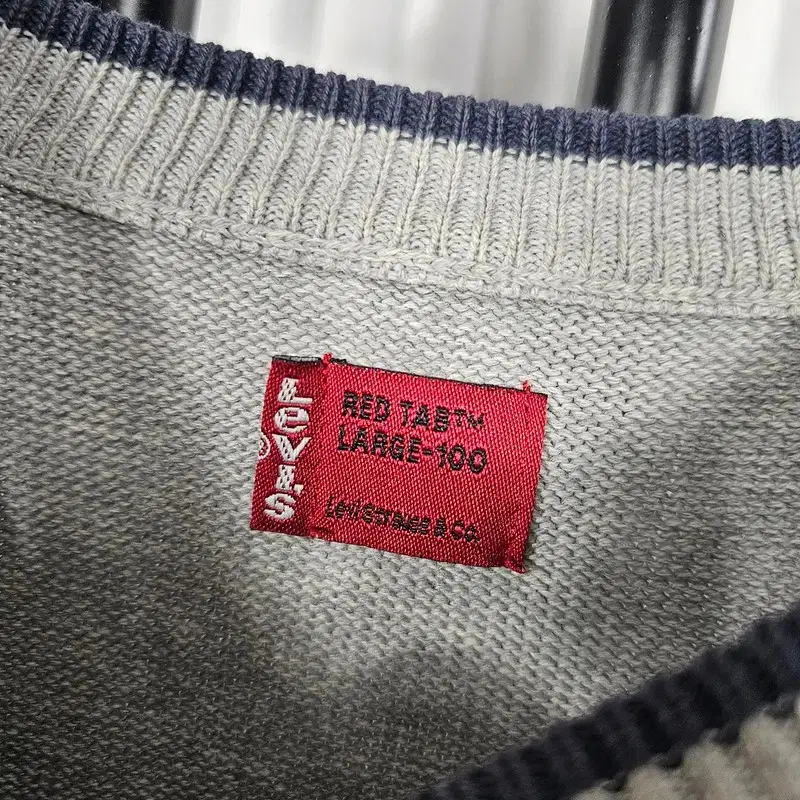 LEVI'S
®
RED TAB™
LARGE-100
Levi Strauss & Co.